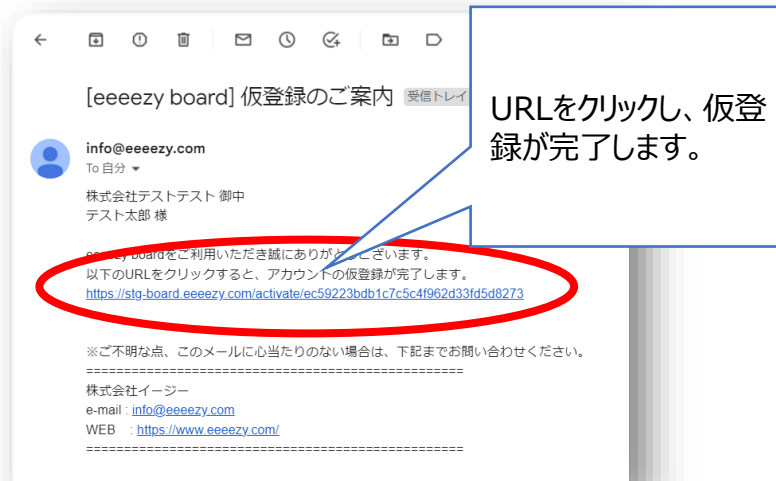 [eeeezy board] 仮登録のご案内 受信トレイ
URLをクリックし、仮登
録が完了します。
info@eeeezy.com
To 自分
株式会社テストテスト 御中
テスト太郎 様
eeeezy boardをご利用いただき誠にありがとうございます。
以下のURLをクリックすると、アカウントの仮登録が完了します。
https://stg-board.eeeezy.com/activate/ec59223bdb1c7c5c4f962d33fd5d8273
※ご不明な点、このメールに心当たりのない場合は、下記までお問い合わせください。
==================================================
株式会社イージー
e-mail : info@eeeezy.com
WEB : https://www.eeeezy.com/
==================================================